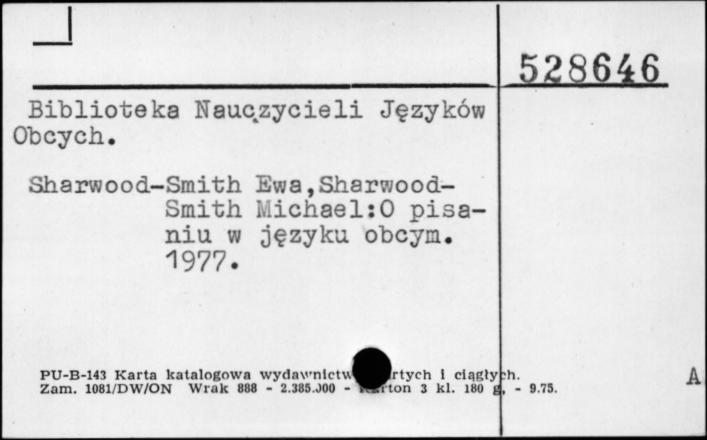 528646
Biblioteka Nauczycieli Języków
Obcych.
Sharwood-Smith Ewa,Sharwood-
Smith Michael:O pisa-
niu w języku obcym.
1977.
PU-B-143 Karta katalogowa wydawnictw i ciągłych.
Zam. 1081/DW/ON Wrak 888 - 2.385.000 - 3 kl. 180 g. - 9.75.
A